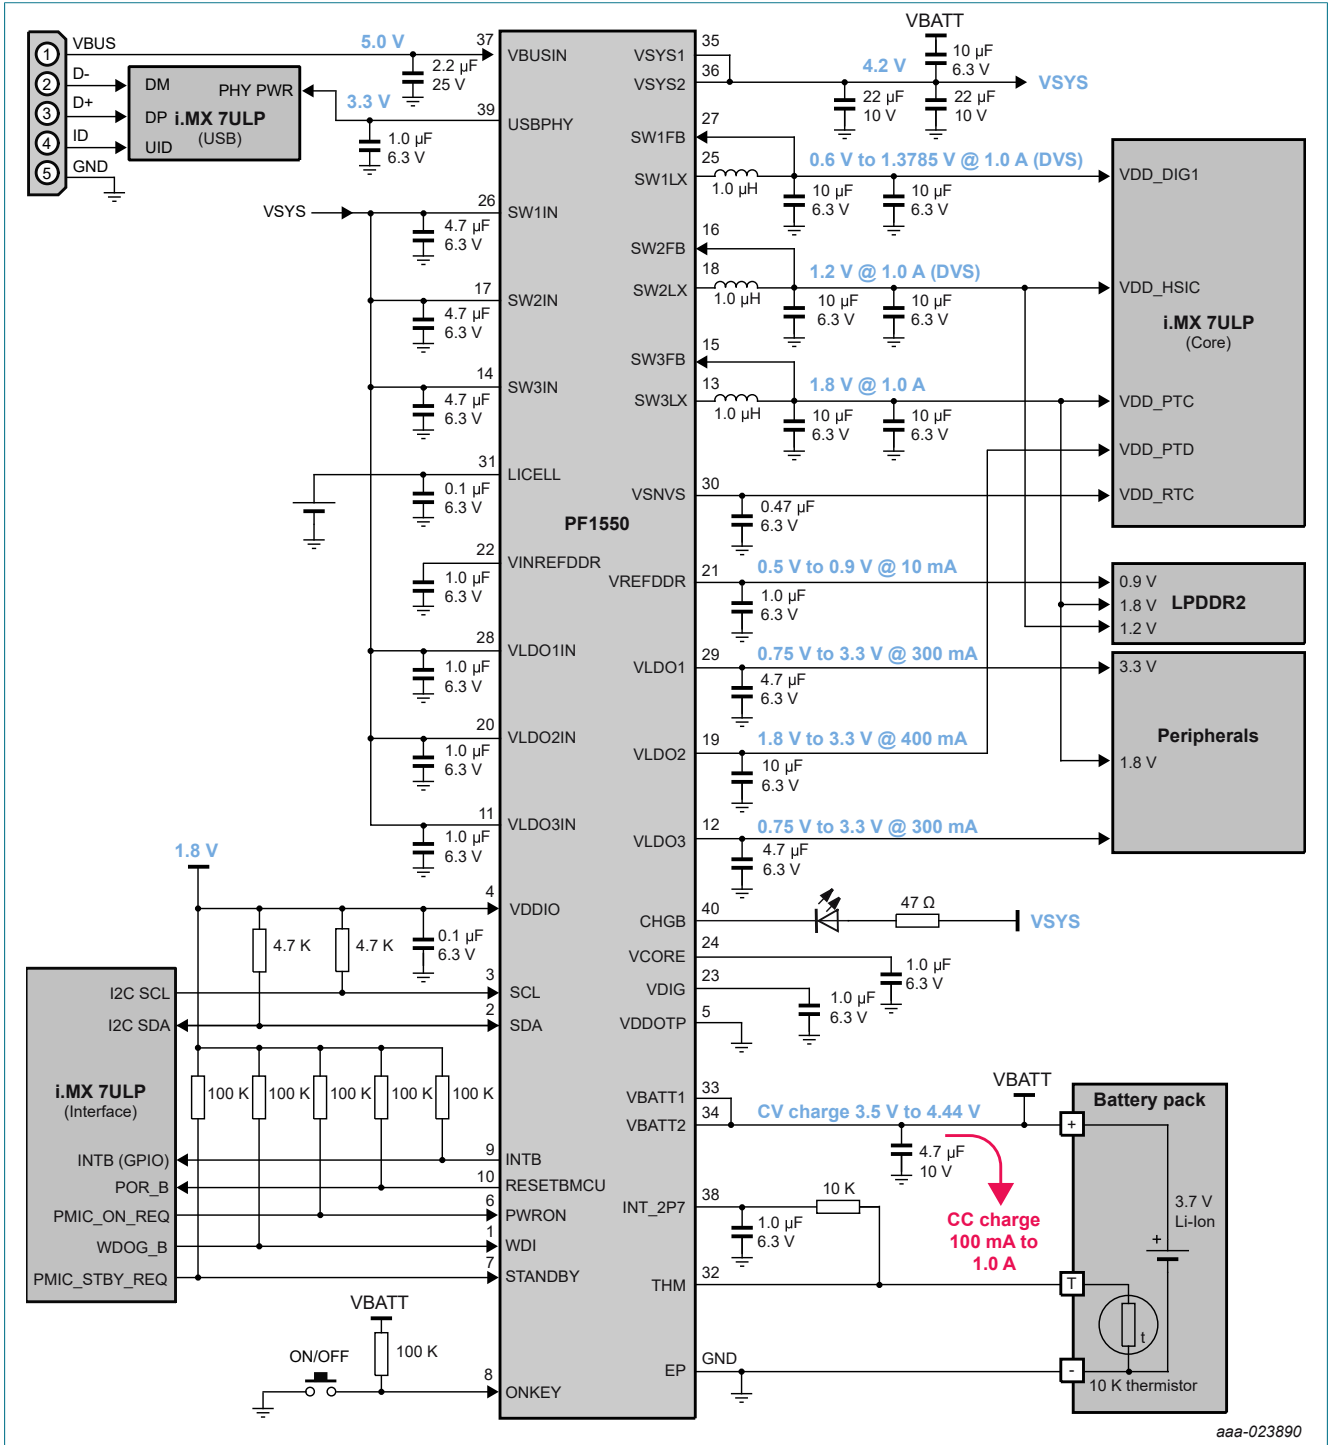 1
VBUS
2
D-
3
D+
4
ID
5
GND
DM
PHY PWR
DP
i.MX 7ULP
(USB)
UID
5.0 V
37
2.2 µF
25 V
3.3 V
39
1.0 µF
6.3 V
VSYS
26
4.7 µF
6.3 V
17
4.7 µF
6.3 V
14
4.7 µF
6.3 V
31
0.1 µF
6.3 V
22
1.0 µF
6.3 V
28
1.0 µF
6.3 V
20
1.0 µF
6.3 V
11
1.0 µF
6.3 V
1.8 V
4
4.7 K
4.7 K
0.1 µF
6.3 V
3
2
I2C SCL
I2C SDA
i.MX 7ULP
(Interface)
100 K
100 K
100 K
100 K
100 K
INTB (GPIO)
POR_B
PMIC_ON_REQ
WDOG_B
PMIC_STBY_REQ
9
10
6
1
7
VBATT
100 K
ON/OFF
8
VBUSIN
USBPHY
SW1IN
SW2IN
SW3IN
LICELL
PF1550
VINREFDDR
VLDO1IN
VLDO2IN
VLDO3IN
VDDIO
SCL
SDA
INTB
RESETBMCU
PWRON
WDI
STANDBY
ONKEY
VSYS1
VSYS2
SW1FB
SW1LX
SW2FB
SW2LX
SW3FB
SW3LX
VSNVS
VREFDDR
VLDO1
VLDO2
VLDO3
CHGB
VCORE
VDIG
VDDOTP
VBATT1
VBATT2
INT_2P7
THM
EP
35
36
VBATT
10 µF
6.3 V
4.2 V
VSYS
22 µF
10 V
22 µF
10 V
27
25
1.0 µH
0.6 V to 1.3785 V @ 1.0 A (DVS)
10 µF
6.3 V
10 µF
6.3 V
16
18
1.0 µH
1.2 V @ 1.0 A (DVS)
10 µF
6.3 V
10 µF
6.3 V
15
13
1.0 µH
1.8 V @ 1.0 A
10 µF
6.3 V
10 µF
6.3 V
30
0.47 µF
6.3 V
21
0.5 V to 0.9 V @ 10 mA
1.0 µF
6.3 V
29
0.75 V to 3.3 V @ 300 mA
4.7 µF
6.3 V
19
1.8 V to 3.3 V @ 400 mA
10 µF
6.3 V
12
0.75 V to 3.3 V @ 300 mA
4.7 µF
6.3 V
VDD_DIG1
VDD_HSIC
i.MX 7ULP
(Core)
VDD_PTC
VDD_PTD
VDD_RTC
0.9 V
1.8 V
LPDDR2
1.2 V
3.3 V
Peripherals
1.8 V
40
47 Ω
VSYS
24
1.0 µF
6.3 V
23
1.0 µF
6.3 V
5
33
34
CV charge 3.5 V to 4.44 V
VBATT
4.7 µF
10 V
CC charge
100 mA to
1.0 A
38
10 K
1.0 µF
6.3 V
32
GND
Battery pack
+
3.7 V
Li-Ion
+
T
t
-
10 K thermistor
aaa-023890